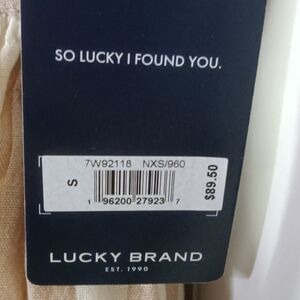 SO LUCKY I FOUND YOU.
7W92118 NXS/960
S
1 96200 27923 7
$89.50
LUCKY BRAND
EST. 1990